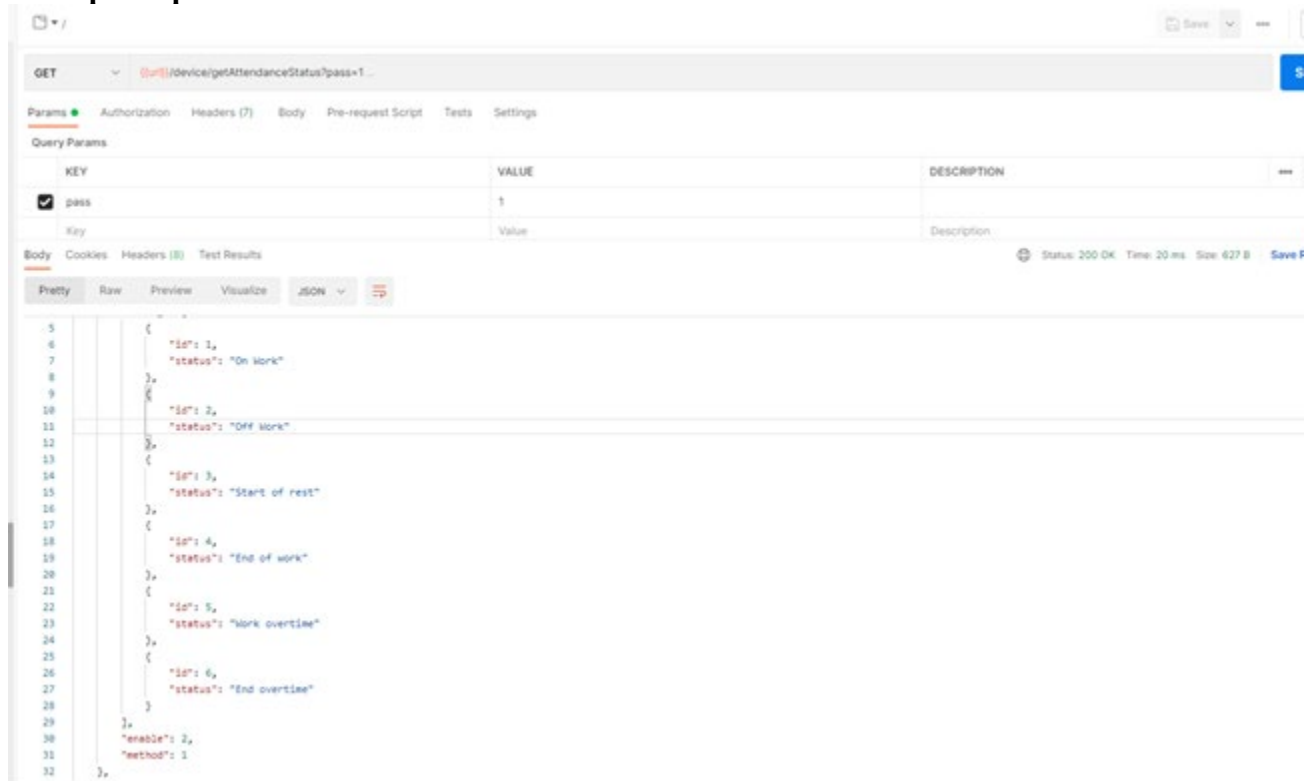 /
Save
GET {{url}}/device/getAttendanceStatus?pass=1...
Params Authorization Headers (7) Body Pre-request Script Tests Settings
Query Params
KEY VALUE DESCRIPTION
pass 1
Key Value Description
Body Cookies Headers (8) Test Results Status: 200 OK Time: 20 ms Size: 627 B Save R
Pretty Raw Preview Visualize JSON
5 {
6 "id": 1,
7 "status": "On Work"
8 },
9 {
10 "id": 2,
11 "status": "Off Work"
12 },
13 {
14 "id": 3,
15 "status": "Start of rest"
16 },
17 {
18 "id": 4,
19 "status": "End of work"
20 },
21 {
22 "id": 5,
23 "status": "Work overtime"
24 },
25 {
26 "id": 6,
27 "status": "End overtime"
28 }
29 ],
30 "enable": 2,
31 "method": 1
32 },